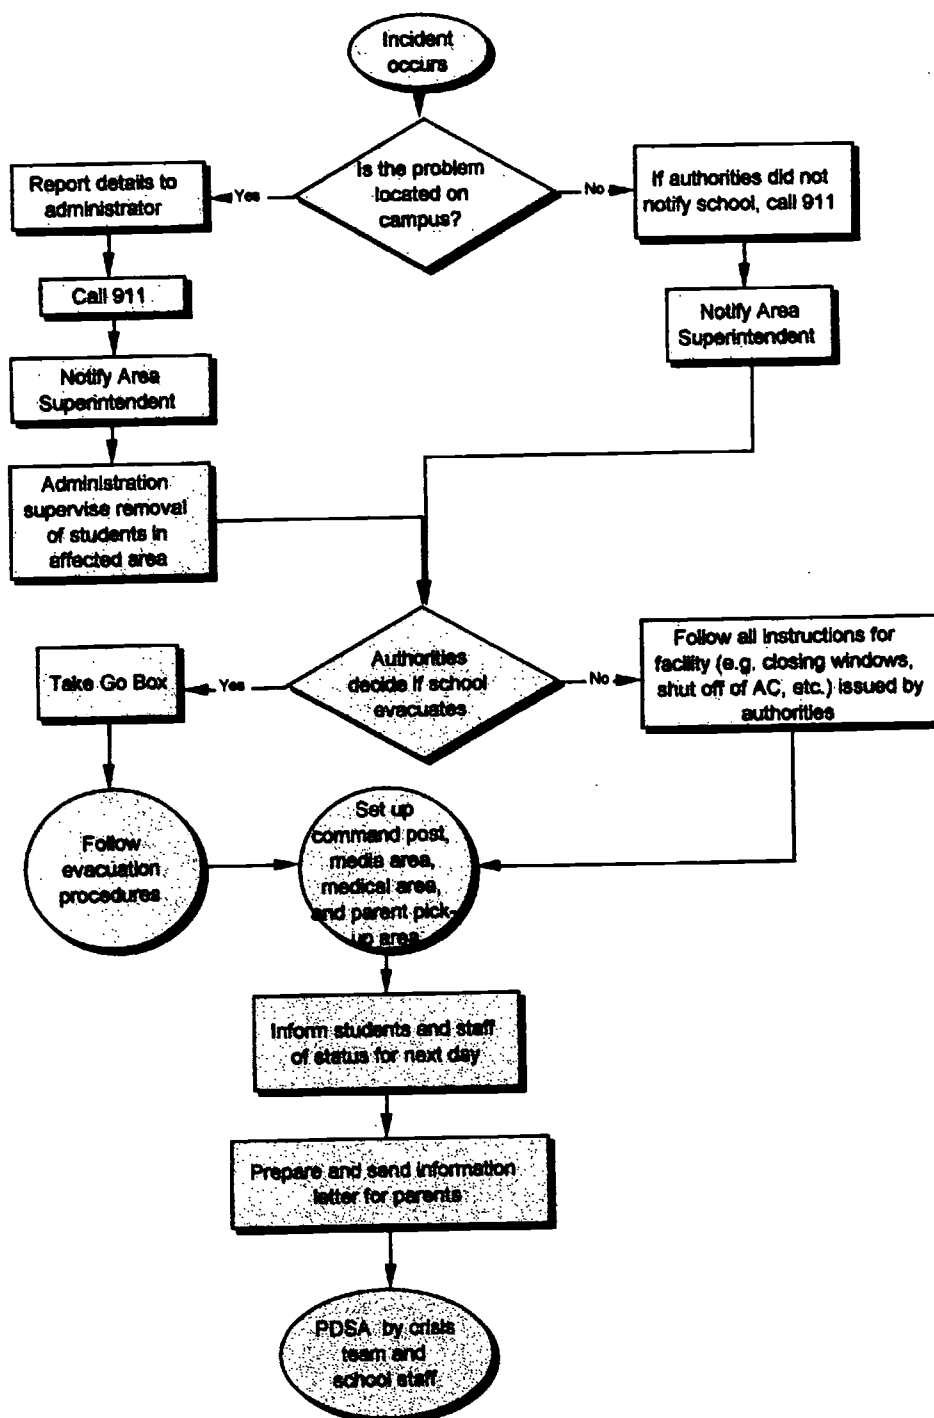 Incident
occurs
Is the problem
located on
campus?
Yes
No
Report details to
administrator
If authorities did not
notify school, call 911
Call 911
Notify Area
Superintendent
Notify Area
Superintendent
Administration
supervise removal
of students in
affected area
Authorities
decide if school
evacuates
Yes
No
Take Go Box
Follow all instructions for
facility (e.g, closing windows,
shut off of AC, etc.) issued by
authorities
Follow
evacuation
procedures
Set up
command post,
media area,
medical area,
and parent pick-
up area
Inform students and staff
of status for next day
Prepare and send information
letter for parents
PDSA by crisis
team and
school staff